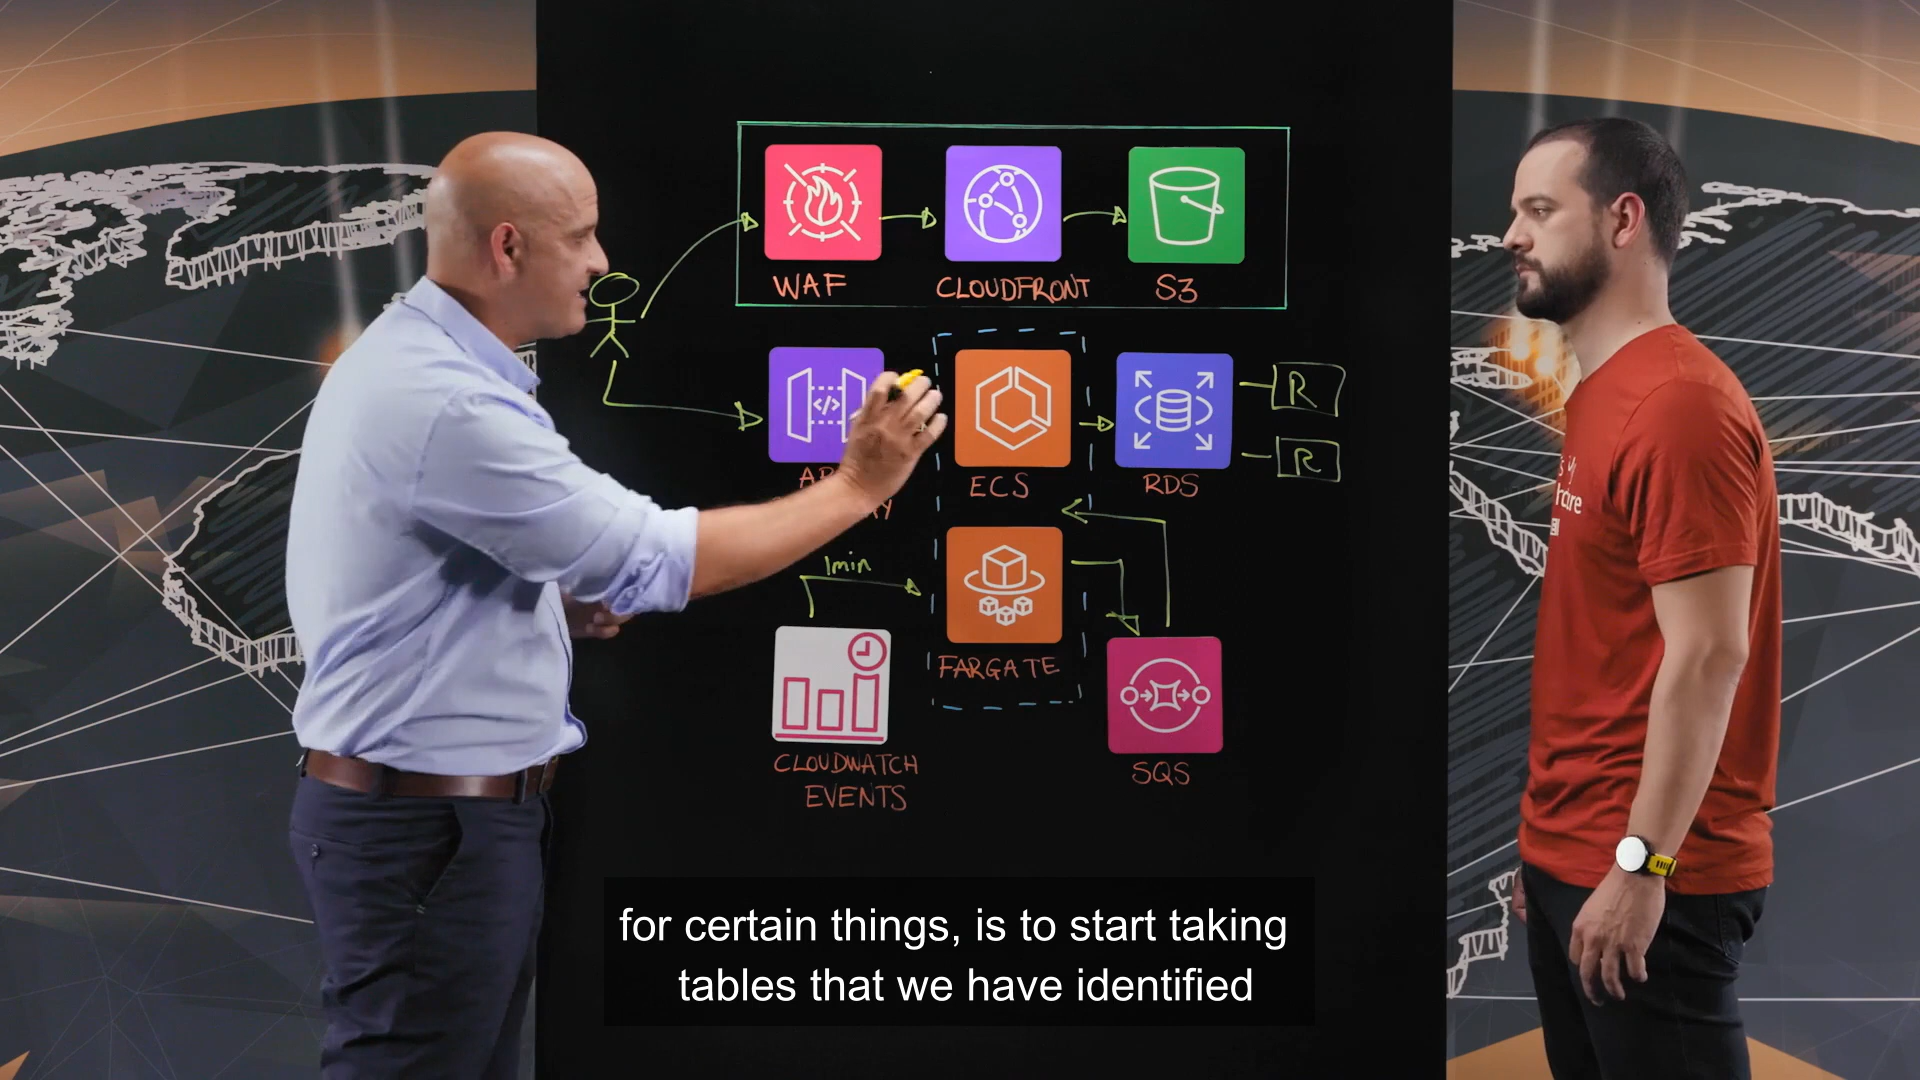 WAF
CLOUDFRONT
S3
R
R
ECS
RDS
1min
FARGATE
CLOUDWATCH
EVENTS
SQS
for certain things, is to start taking
tables that we have identified